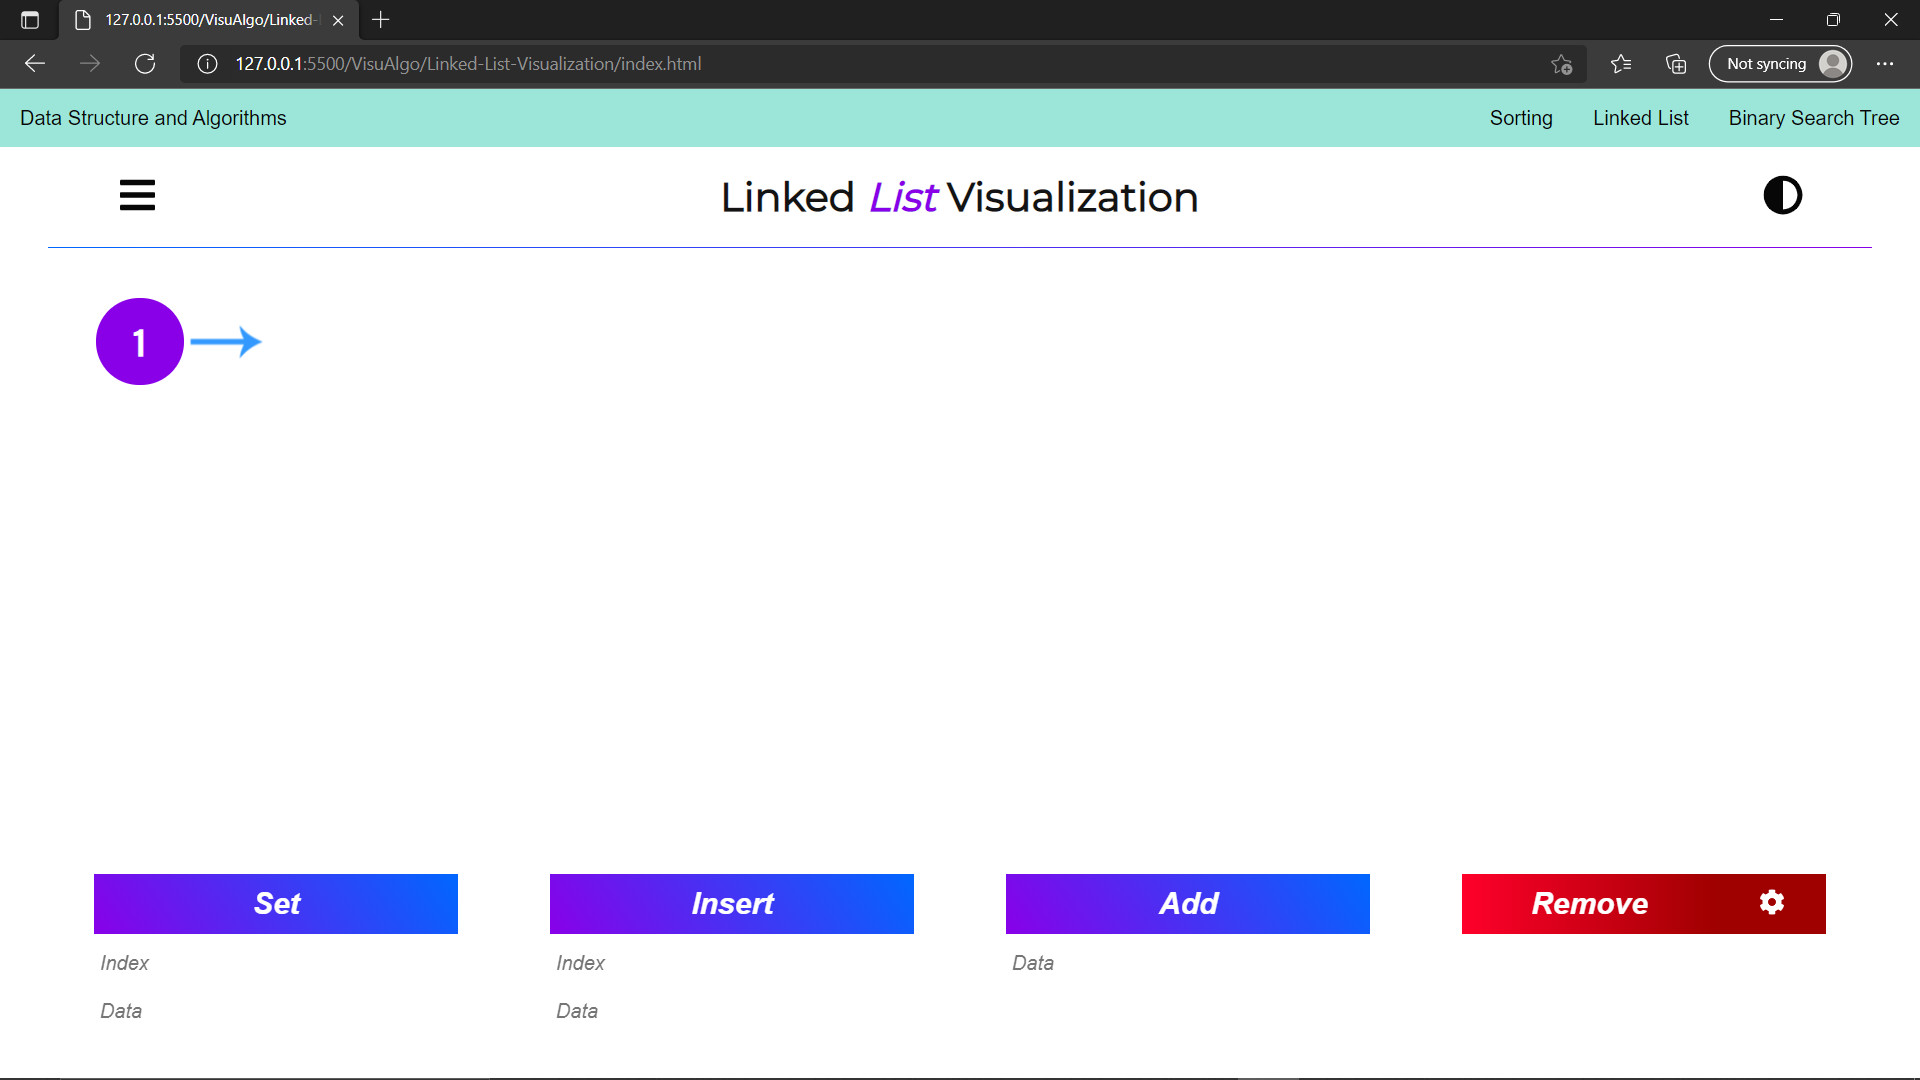 127.0.0.1:5500/VisuAlgo/Linked-
127.0.0.1:5500/VisuAlgo/Linked-List-Visualization/index.html
Not syncing
Data Structure and Algorithms
Sorting
Linked List
Binary Search Tree
Linked List Visualization
1
Set
Insert
Add
Remove
Index
Index
Data
Data
Data